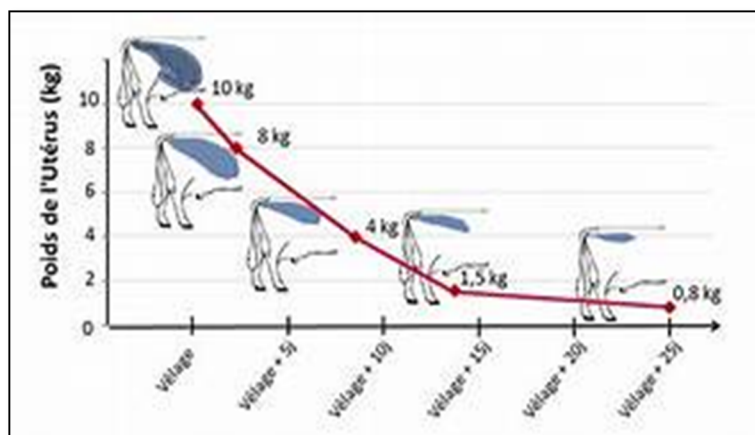 Poids de l'Utérus (kg)
10
8
6
4
2
0
10 kg
8 kg
4 kg
1,5 kg
0,8 kg
Vêlage
Vêlage + 5j
Vêlage + 10j
Vêlage + 15j
Vêlage + 20j
Vêlage + 25j